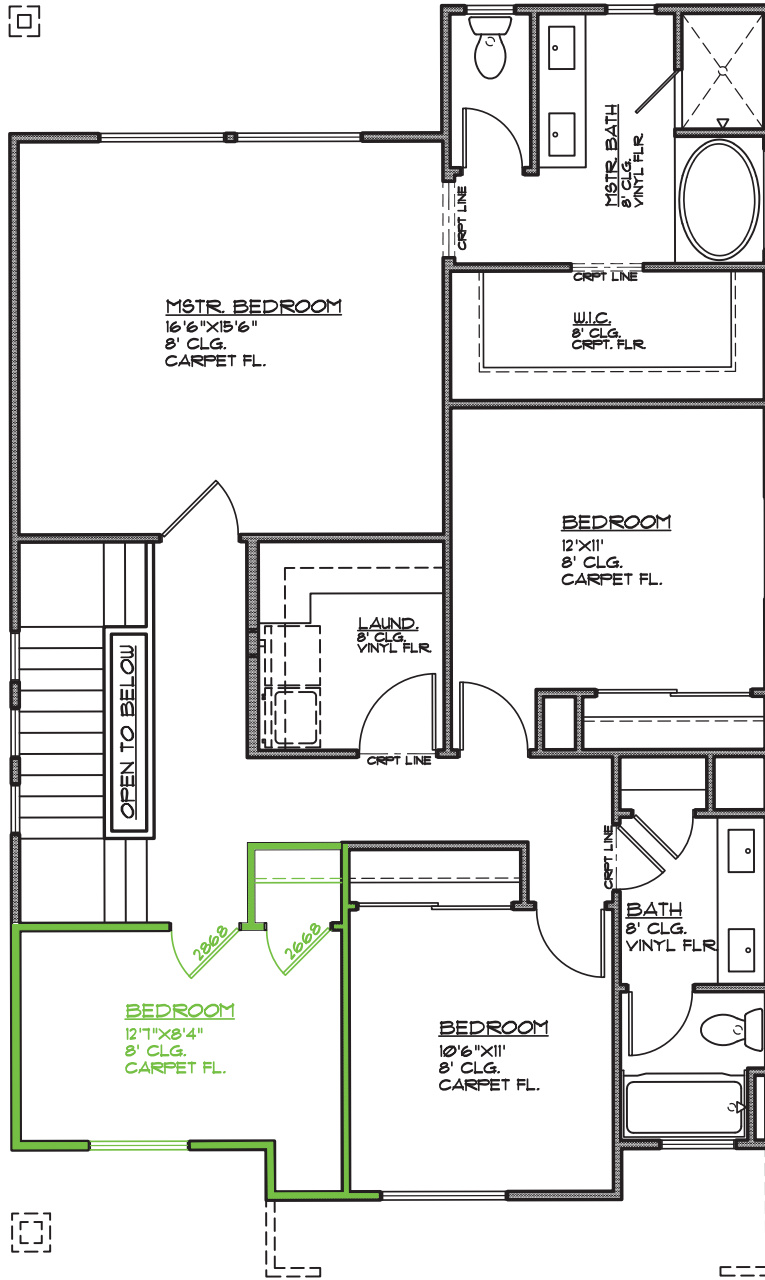 MSTR. BATH
8' CLG.
VINYL FLR
CRPT LINE
CRPT LINE
MSTR. BEDROOM
16'6"X15'6"
8' CLG.
CARPET FL.
W.I.C.
8' CLG.
CRPT. FLR
BEDROOM
12'X11'
8' CLG.
CARPET FL.
LAUND.
8' CLG.
VINYL FLR
OPEN TO BELOW
CRPT LINE
CRPT LINE
BATH
8' CLG.
VINYL FLR
2868
2668
BEDROOM
12'7"X8'4"
8' CLG.
CARPET FL.
BEDROOM
10'6"X11'
8' CLG.
CARPET FL.